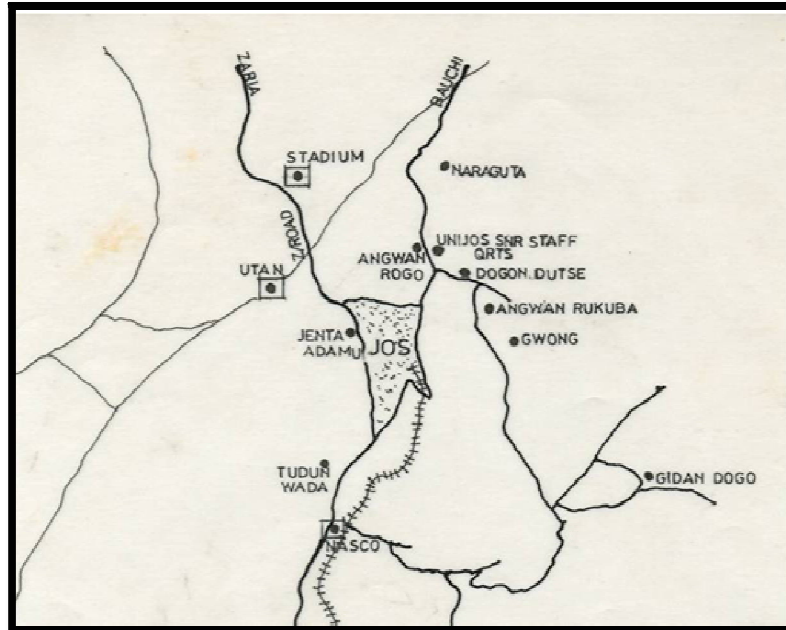 ZARIA
BAUCHI
STADIUM
NARAGUTA
Z/ROAD
UNIJOS SNR STAFF
QRTS
ANGWAN
ROGO
DOGON DUTSE
UTAN
ANGWAN RUKUBA
JENTA
ADAMU
JOS
GWONG
TUDUN
WADA
GIDAN DOGO
NASCO